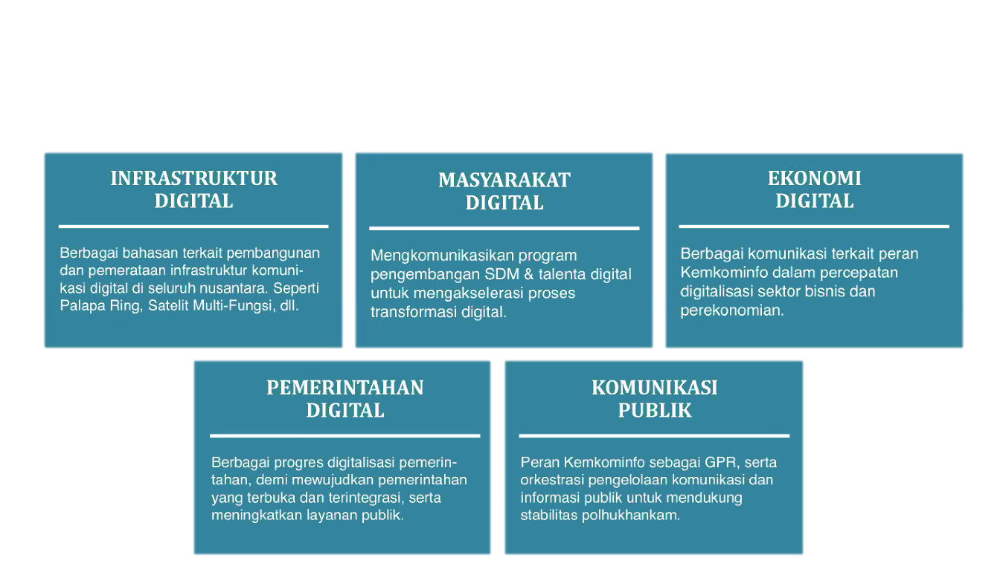 INFRASTRUKTUR
DIGITAL
Berbagai bahasan terkait pembangunan
dan pemerataan infrastruktur komuni-
kasi digital di seluruh nusantara. Seperti
Palapa Ring, Satelit Multi-Fungsi, dll.
MASYARAKAT
DIGITAL
Mengkomunikasikan program
pengembangan SDM & talenta digital
untuk mengakselerasi proses
transformasi digital.
EKONOMI
DIGITAL
Berbagai komunikasi terkait peran
Kemkominfo dalam percepatan
digitalisasi sektor bisnis dan
perekonomian.
PEMERINTAHAN
DIGITAL
Berbagai progres digitalisasi pemerin-
tahan, demi mewujudkan pemerintahan
yang terbuka dan terintegrasi, serta
meningkatkan layanan publik.
KOMUNIKASI
PUBLIK
Peran Kemkominfo sebagai GPR, serta
orkestrasi pengelolaan komunikasi dan
informasi publik untuk mendukung
stabilitas polhukhankam.